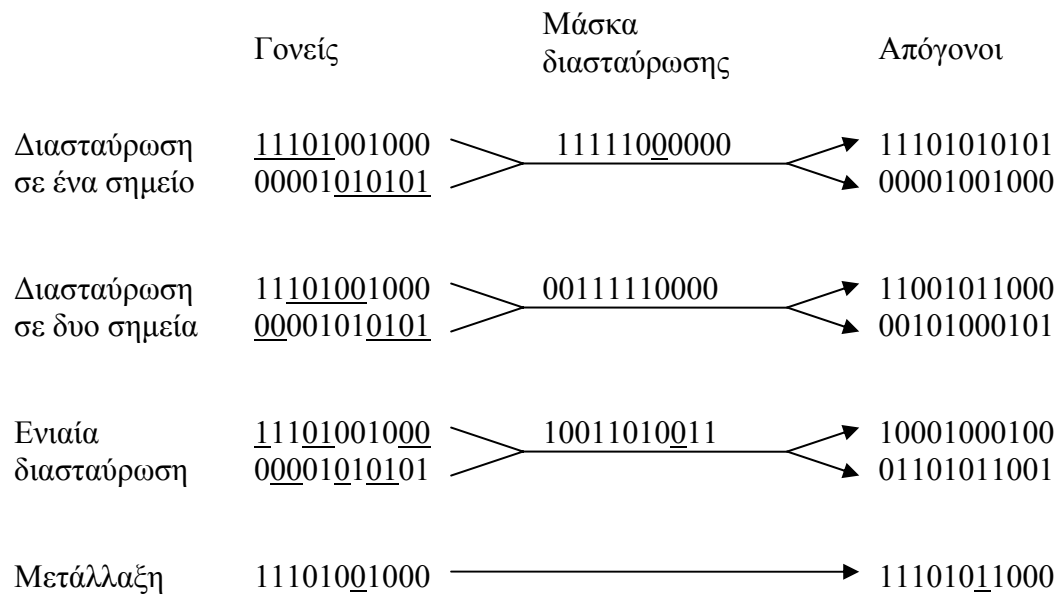 Γονείς Μάσκα διασταύρωσης Απόγονοι
Διασταύρωση 11101001000 11111000000 11101010101
σε ένα σημείο 00001010101 00001001000
Διασταύρωση 11101001000 00111110000 11001011000
σε δυο σημεία 00001010101 00101000101
Ενιαία 11101001000 10011010011 10001000100
διασταύρωση 00001010101 01101011001
Μετάλλαξη 11101001000 11101011000